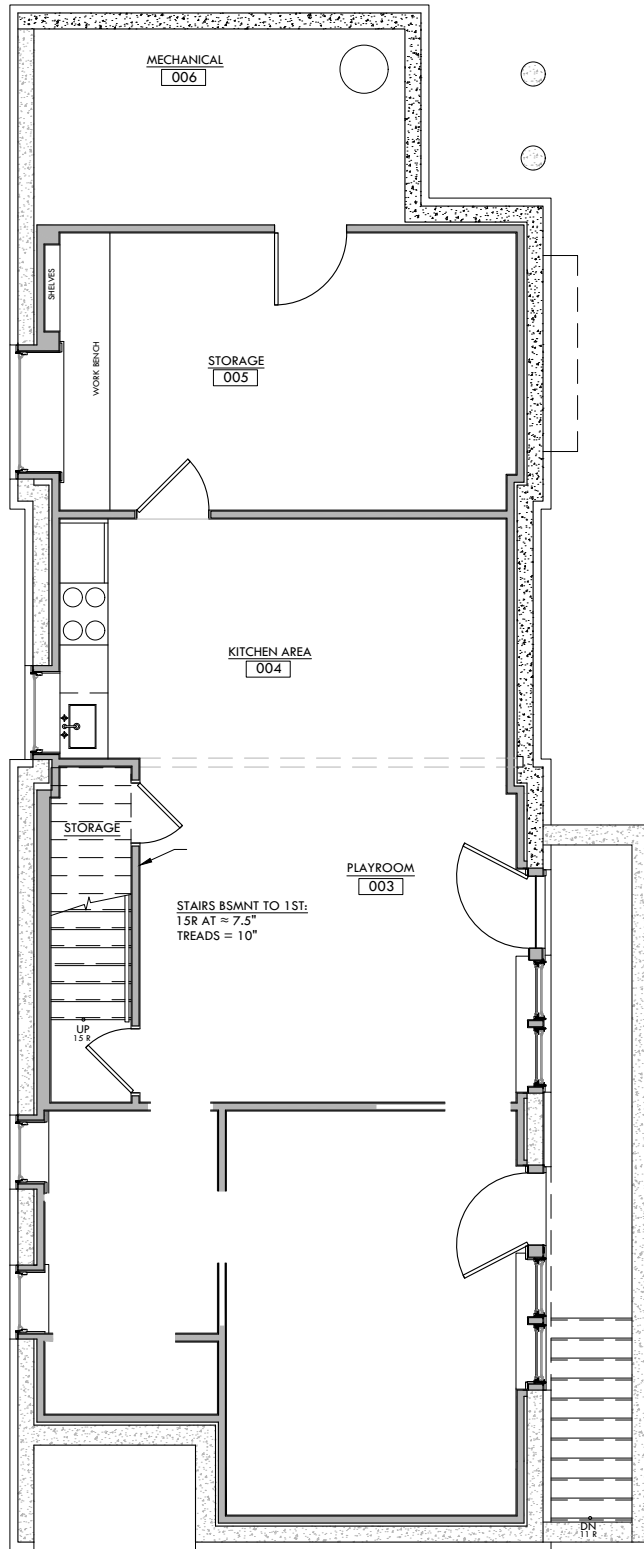 MECHANICAL
006
SHELVES
WORK BENCH
STORAGE
005
KITCHEN AREA
004
STORAGE
PLAYROOM
003
STAIRS BSMNT TO 1ST:
15R AT ≈ 7.5"
TREADS = 10"
UP
15 R
DN
11 R